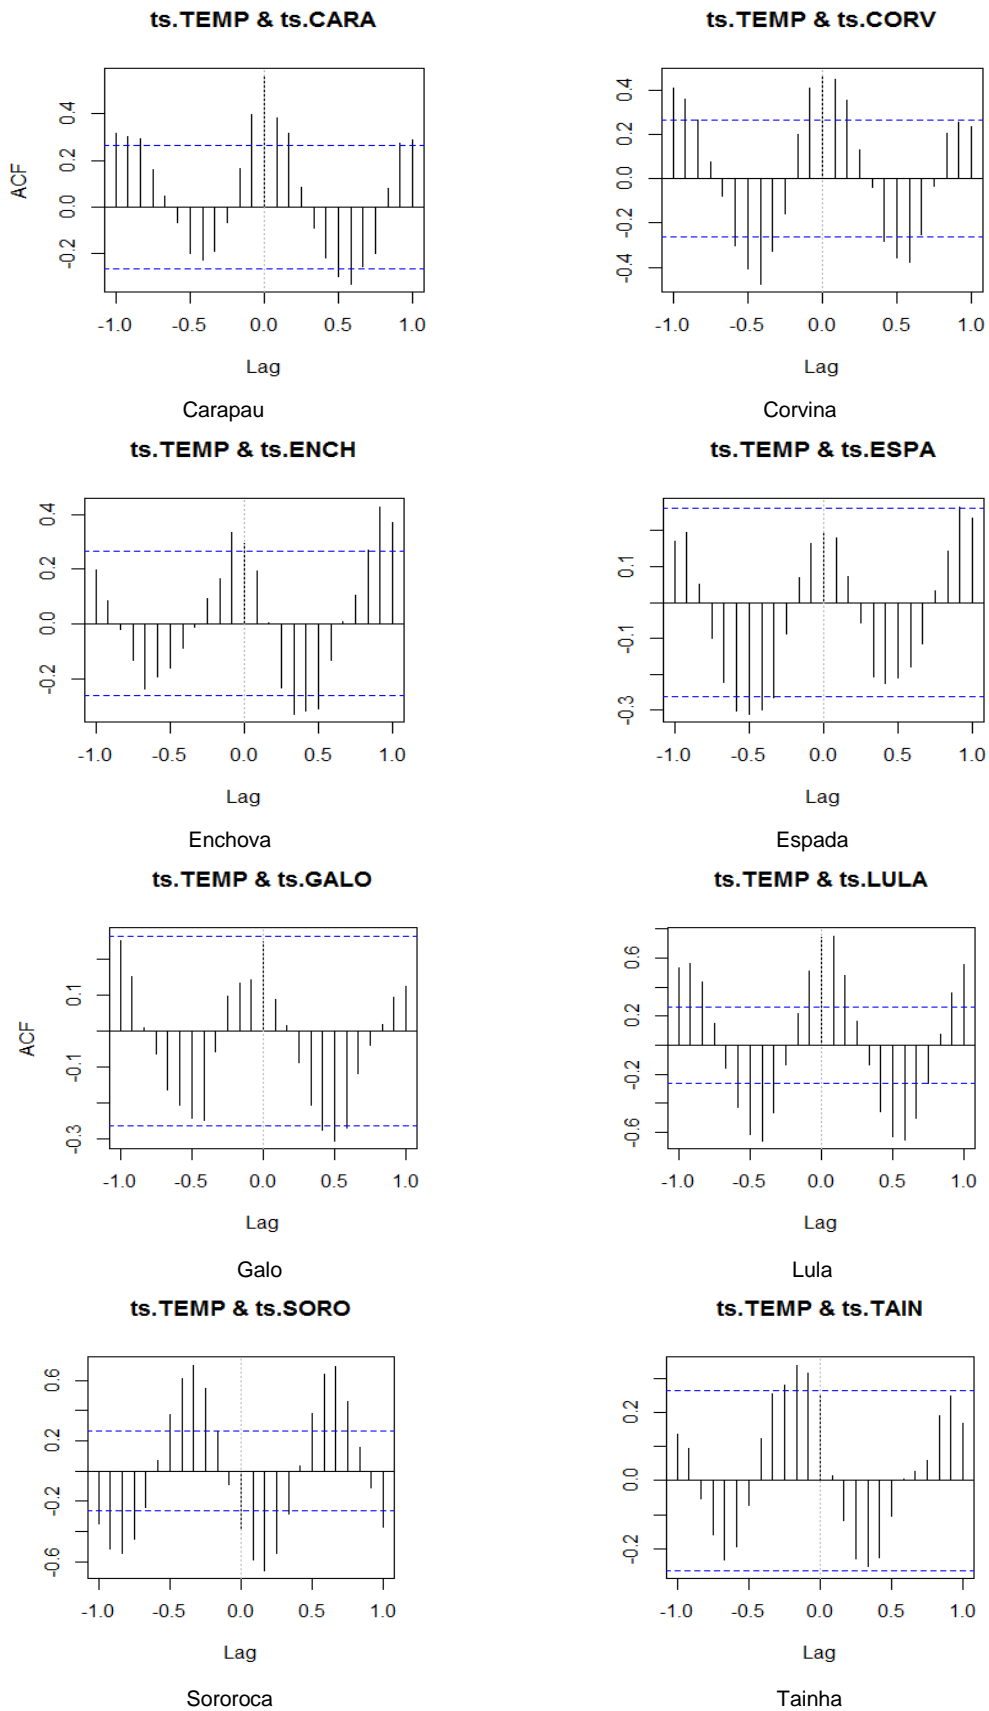 ts.TEMP & ts.CARA
ts.TEMP & ts.CORV
ACF
0.4
0.2
0.0
-0.2
-1.0 -0.5 0.0 0.5 1.0
Lag
Carapau
0.4
0.2
0.0
-0.2
-0.4
-1.0 -0.5 0.0 0.5 1.0
Lag
Corvina
ts.TEMP & ts.ENCH
ts.TEMP & ts.ESPA
0.4
0.2
0.0
-0.2
-1.0 -0.5 0.0 0.5 1.0
Lag
Enchova
0.1
-0.1
-0.3
-1.0 -0.5 0.0 0.5 1.0
Lag
Espada
ts.TEMP & ts.GALO
ts.TEMP & ts.LULA
ACF
0.1
-0.1
-0.3
-1.0 -0.5 0.0 0.5 1.0
Lag
Galo
0.6
0.2
-0.2
-0.6
-1.0 -0.5 0.0 0.5 1.0
Lag
Lula
ts.TEMP & ts.SORO
ts.TEMP & ts.TAIN
0.6
0.2
-0.2
-0.6
-1.0 -0.5 0.0 0.5 1.0
Lag
Sororoca
0.2
0.0
-0.2
-1.0 -0.5 0.0 0.5 1.0
Lag
Tainha